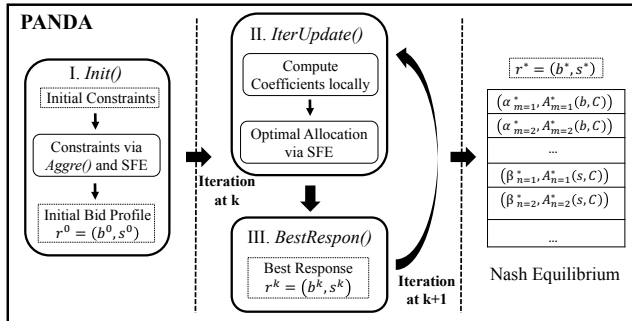 PANDA
I. Init()
Initial Constraints
Constraints via
Aggre() and SFE
Initial Bid Profile
r⁰ = (b⁰, s⁰)
Iteration
at k
II. IterUpdate()
Compute
Coefficients locally
Optimal Allocation
via SFE
III. BestRespon()
Best Response
rᵏ = (bᵏ, sᵏ)
Iteration
at k+1
r* = (b*, s*)
(α*ₘ₌₁, A*ₘ₌₁(b, C))
(α*ₘ₌₂, A*ₘ₌₂(b, C))
...
(β*ₙ₌₁, A*ₙ₌₁(s, C))
(β*ₙ₌₂, A*ₙ₌₂(s, C))
...
Nash Equilibrium